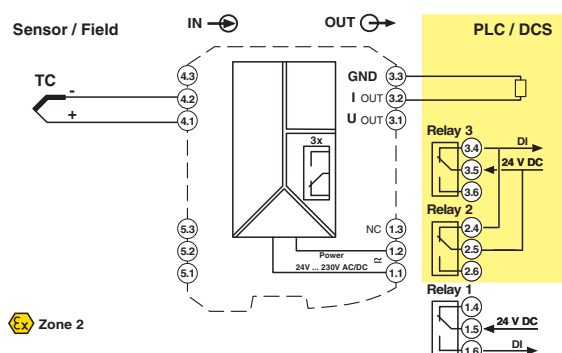 Sensor / Field
IN
OUT
PLC / DCS
TC
-
+
4.3
4.2
4.1
GND 3.3
I OUT 3.2
U OUT 3.1
3x
Relay 3
3.4 DI
3.5 24 V DC
3.6
Relay 2
2.4
2.5
2.6
5.3
5.2
5.1
NC 1.3
Power ≂ 1.2
24V ... 230V AC/DC 1.1
Relay 1
1.4
1.5 24 V DC
1.6 DI
Ex Zone 2